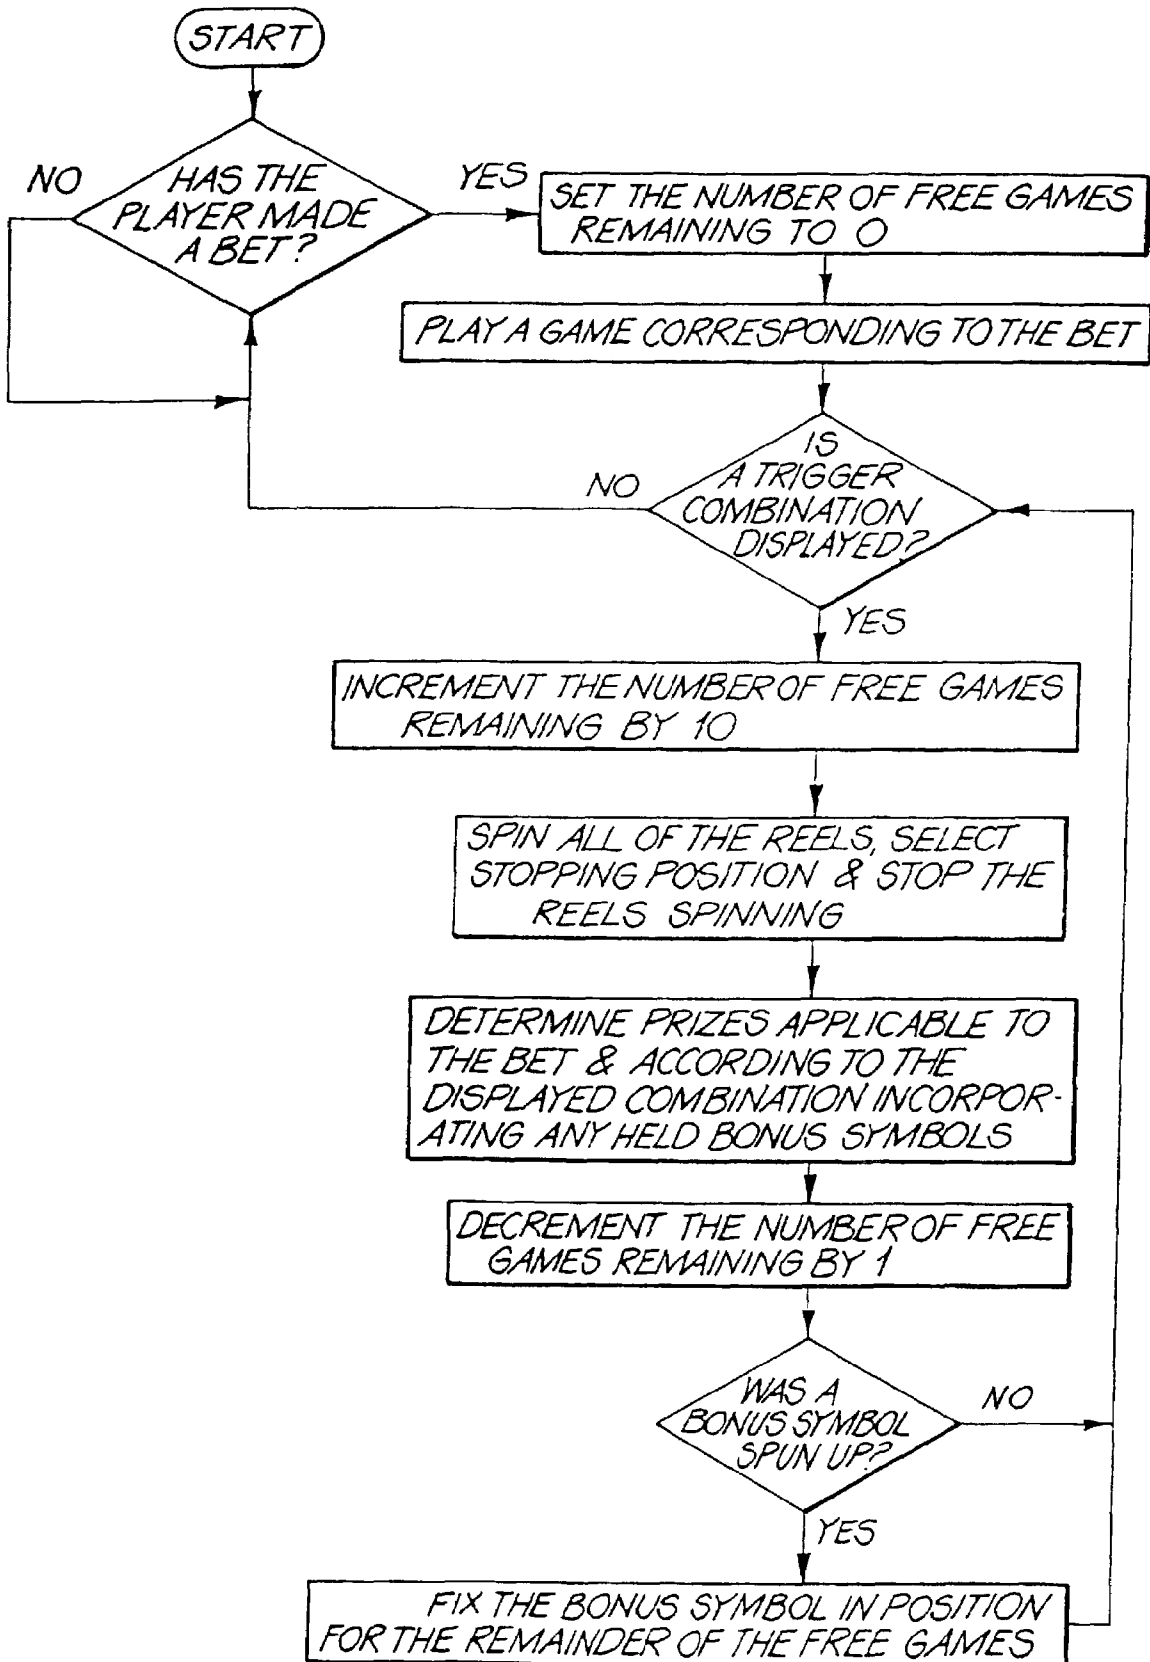 START
NO
HAS THE
PLAYER MADE
A BET?
YES
SET THE NUMBER OF FREE GAMES
REMAINING TO 0
PLAY A GAME CORRESPONDING TO THE BET
IS
A TRIGGER
COMBINATION
DISPLAYED?
NO
YES
INCREMENT THE NUMBER OF FREE GAMES
REMAINING BY 10
SPIN ALL OF THE REELS, SELECT
STOPPING POSITION & STOP THE
REELS SPINNING
DETERMINE PRIZES APPLICABLE TO
THE BET & ACCORDING TO THE
DISPLAYED COMBINATION INCORPOR-
ATING ANY HELD BONUS SYMBOLS
DECREMENT THE NUMBER OF FREE
GAMES REMAINING BY 1
WAS A
BONUS SYMBOL
SPUN UP?
NO
YES
FIX THE BONUS SYMBOL IN POSITION
FOR THE REMAINDER OF THE FREE GAMES